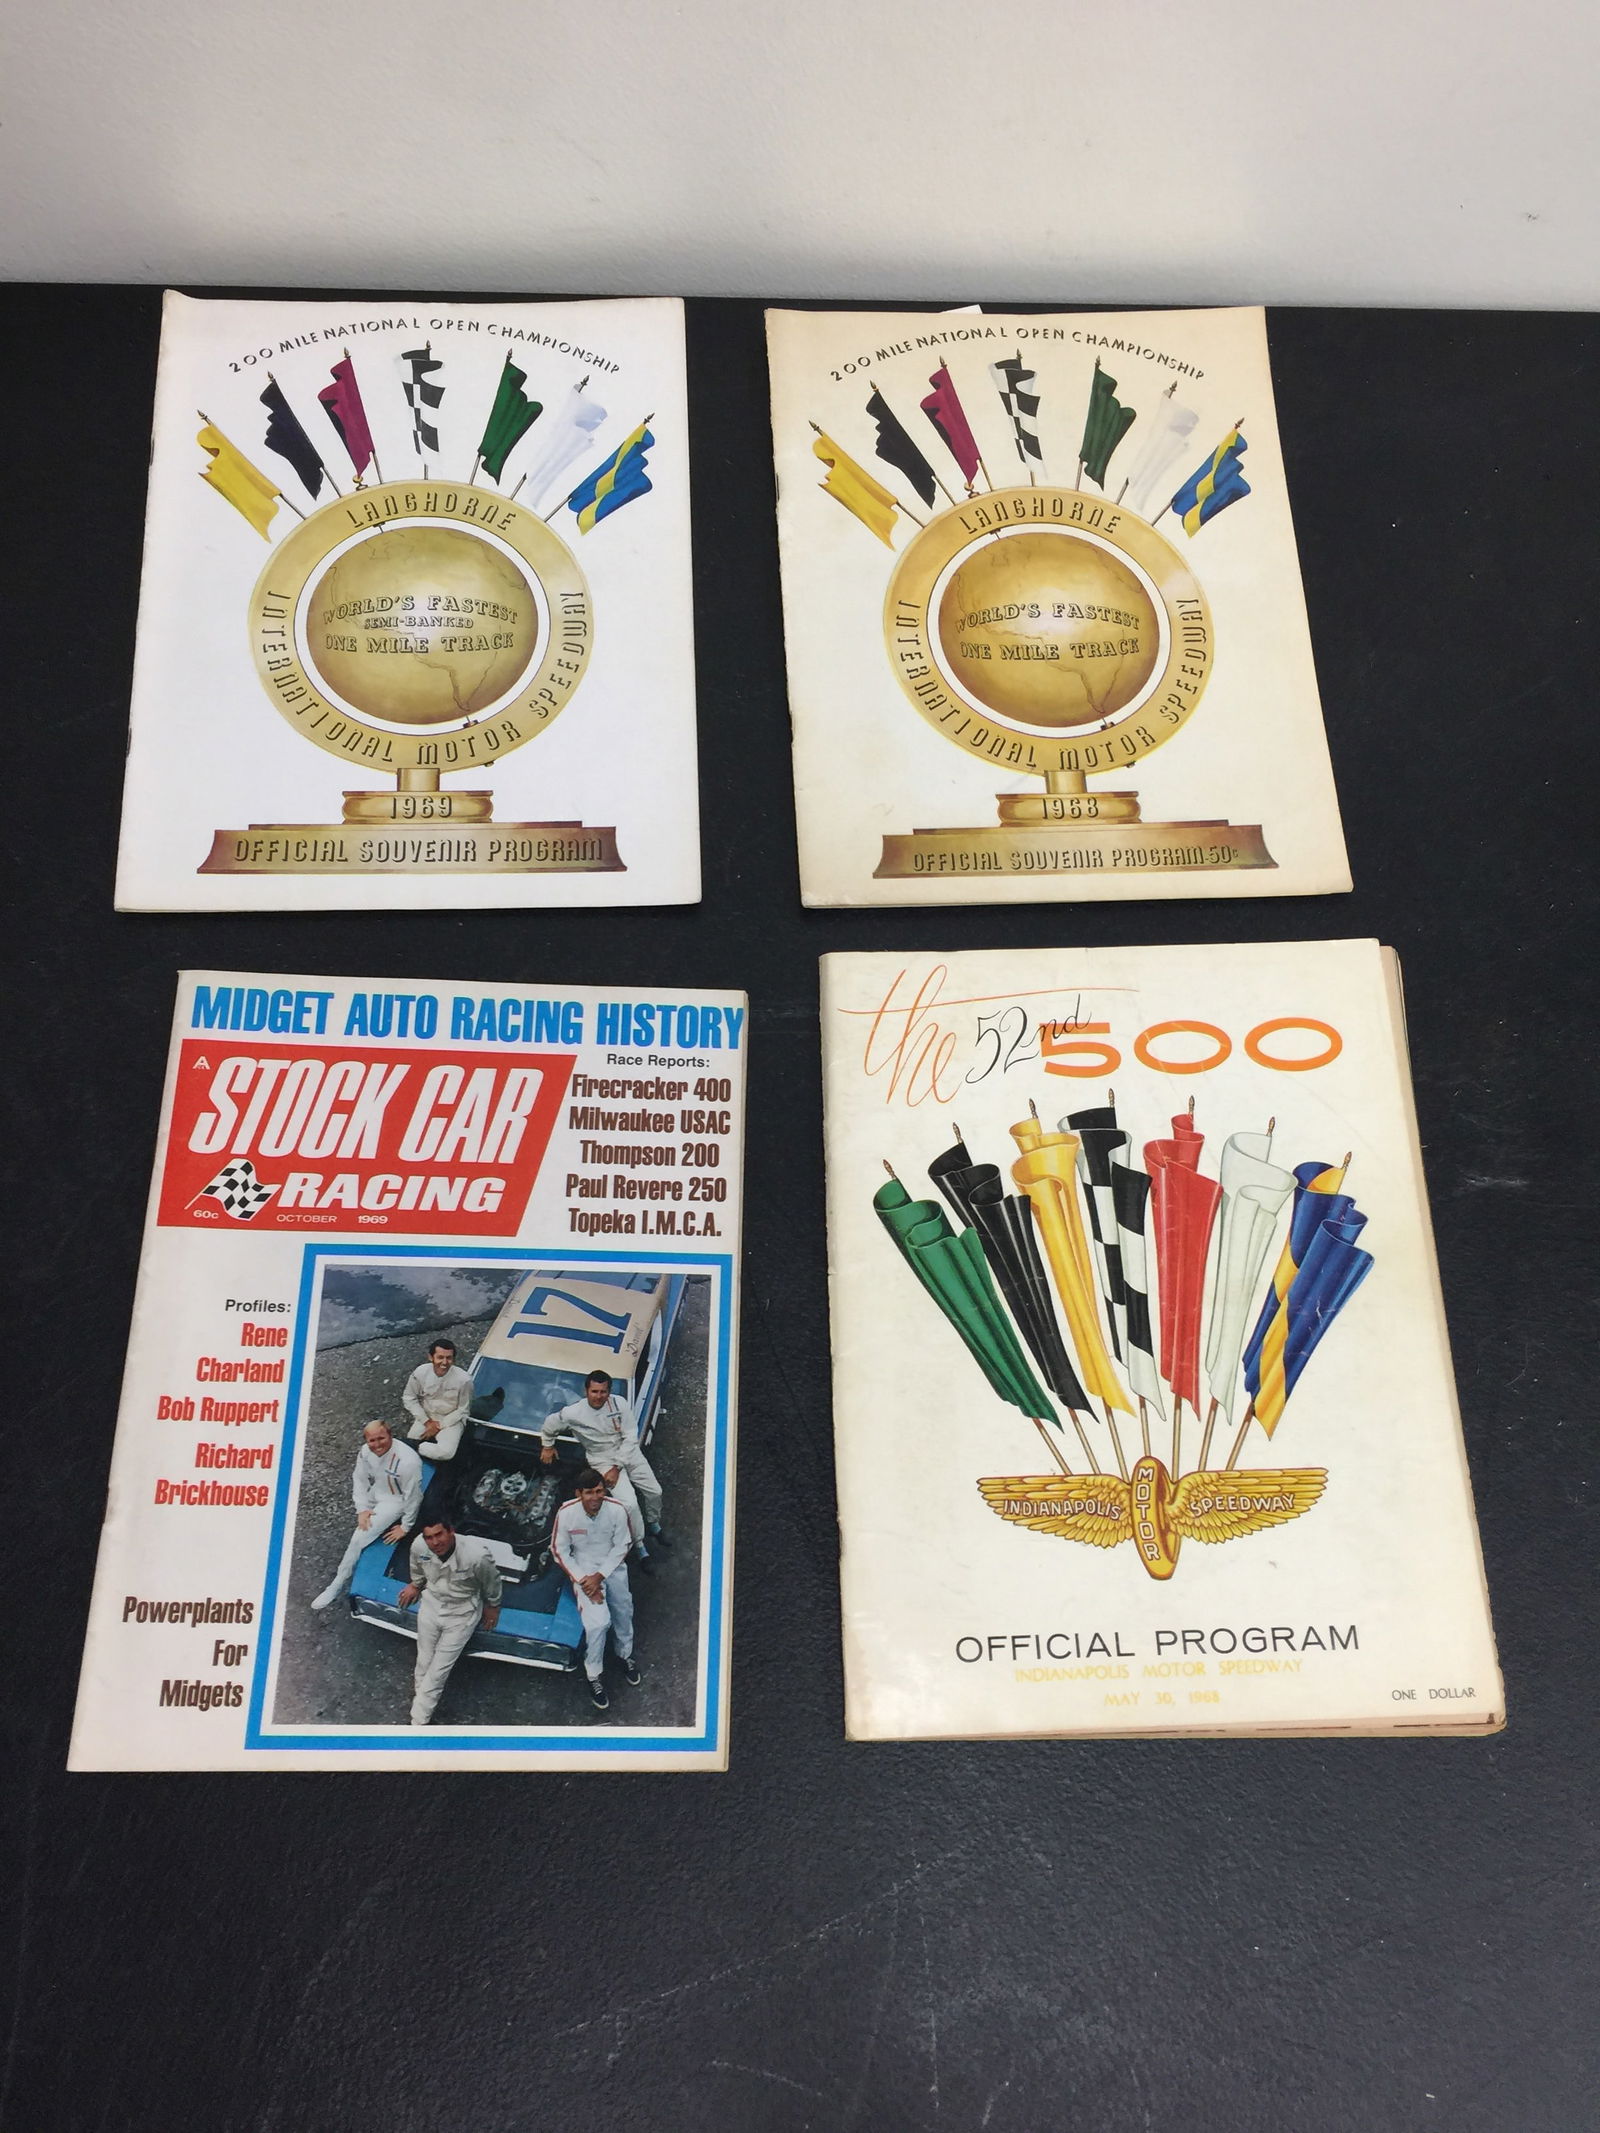 200 MILE NATIONAL OPEN CHAMPIONSHIP
LANGHORNE
INTERNATIONAL MOTOR SPEEDWAY
WORLD'S FASTEST
SEMI-BANKED
ONE MILE TRACK
1969
OFFICIAL SOUVENIR PROGRAM
200 MILE NATIONAL OPEN CHAMPIONSHIP
LANGHORNE
INTERNATIONAL MOTOR SPEEDWAY
WORLD'S FASTEST
ONE MILE TRACK
1968
OFFICIAL SOUVENIR PROGRAM-50¢
MIDGET AUTO RACING HISTORY
A
STOCK CAR
RACING
60c OCTOBER 1969
Race Reports:
Firecracker 400
Milwaukee USAC
Thompson 200
Paul Revere 250
Topeka I.M.C.A.
Profiles:
Rene
Charland
Bob Ruppert
Richard
Brickhouse
Powerplants
For
Midgets
17
David
the 52nd 500
INDIANAPOLIS MOTOR SPEEDWAY
OFFICIAL PROGRAM
INDIANAPOLIS MOTOR SPEEDWAY
MAY 30, 1968
ONE DOLLAR